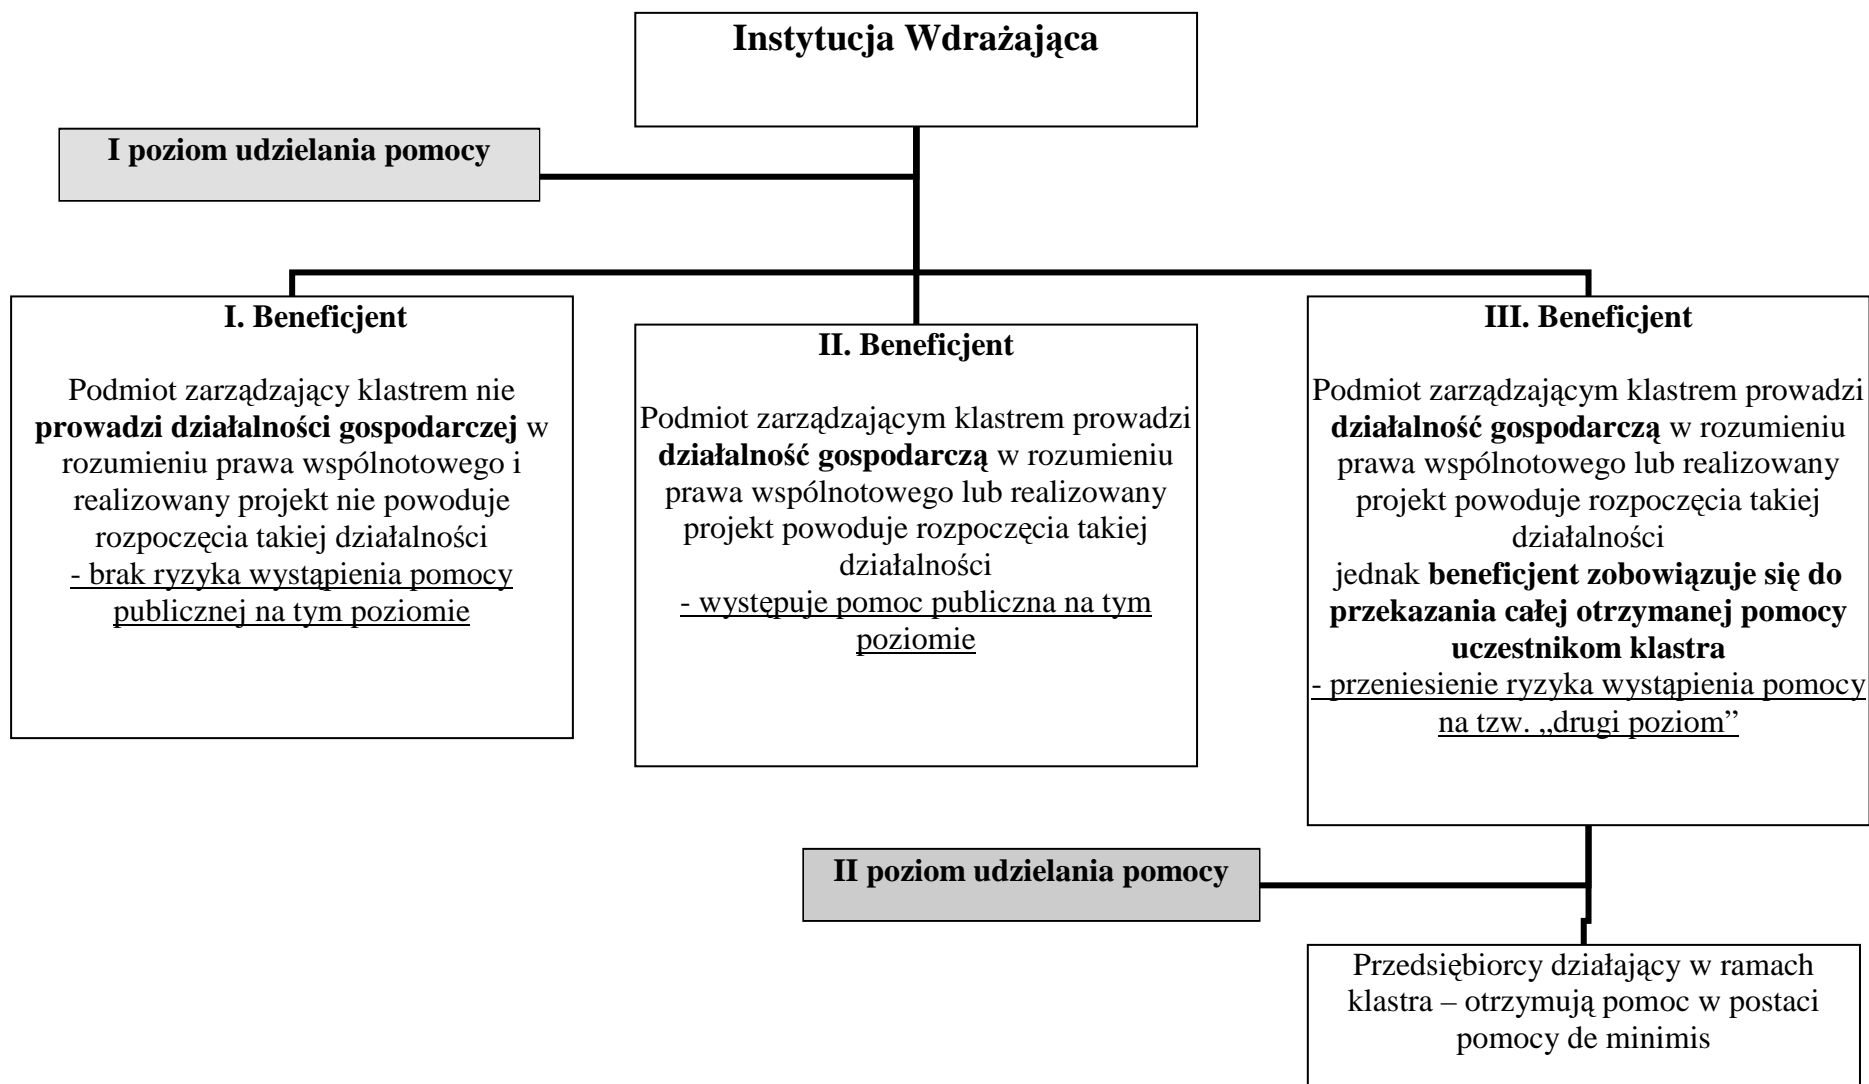 Instytucja Wdrażająca
I poziom udzielania pomocy
I. Beneficjent
Podmiot zarządzający klastrem nie
prowadzi działalności gospodarczej w
rozumieniu prawa wspólnotowego i
realizowany projekt nie powoduje
rozpoczęcia takiej działalności
- brak ryzyka wystąpienia pomocy
publicznej na tym poziomie
II. Beneficjent
Podmiot zarządzającym klastrem prowadzi
działalność gospodarczą w rozumieniu
prawa wspólnotowego lub realizowany
projekt powoduje rozpoczęcia takiej
działalności
- występuje pomoc publiczna na tym
poziomie
III. Beneficjent
Podmiot zarządzającym klastrem prowadzi
działalność gospodarczą w rozumieniu
prawa wspólnotowego lub realizowany
projekt powoduje rozpoczęcia takiej
działalności
jednak beneficjent zobowiązuje się do
przekazania całej otrzymanej pomocy
uczestnikom klastra
- przeniesienie ryzyka wystąpienia pomocy
na tzw. „drugi poziom”
II poziom udzielania pomocy
Przedsiębiorcy działający w ramach
klastra – otrzymują pomoc w postaci
pomocy de minimis